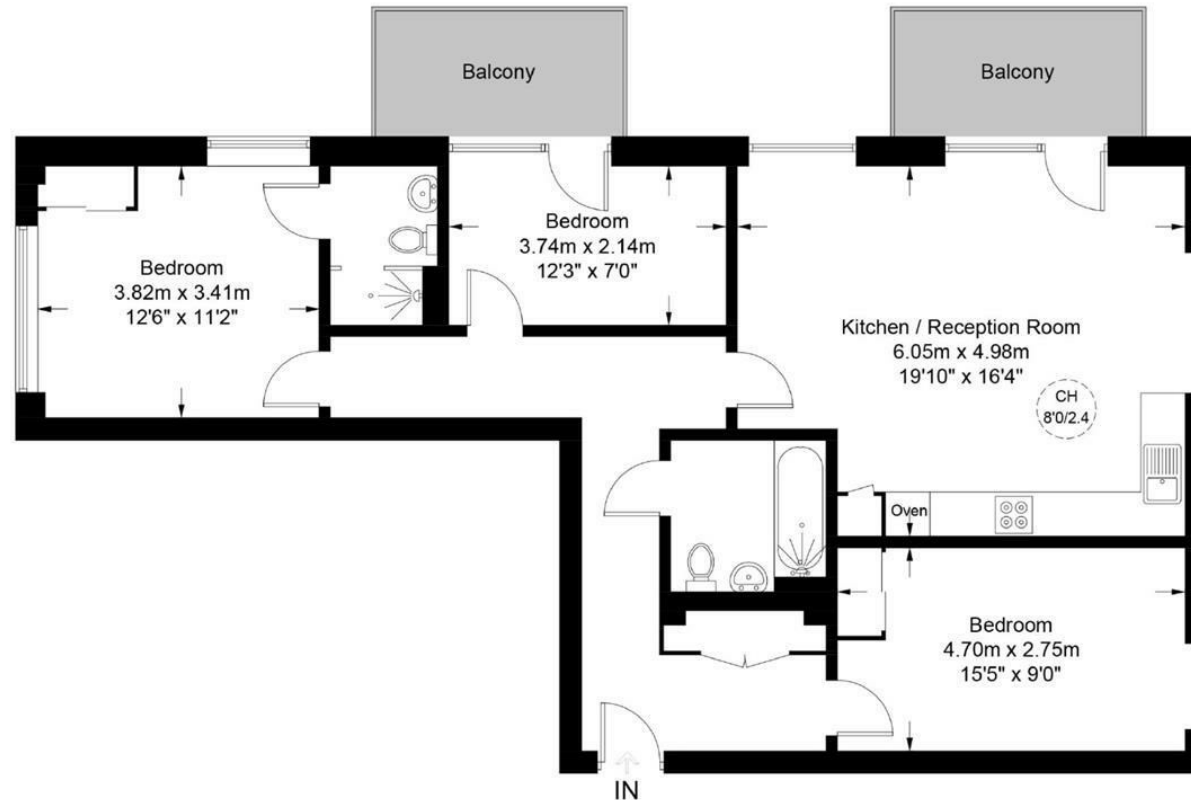 Balcony
Balcony
Bedroom
3.82m x 3.41m
12'6" x 11'2"
Bedroom
3.74m x 2.14m
12'3" x 7'0"
Kitchen / Reception Room
6.05m x 4.98m
19'10" x 16'4"
CH
8'0/2.4
Oven
Bedroom
4.70m x 2.75m
15'5" x 9'0"
IN